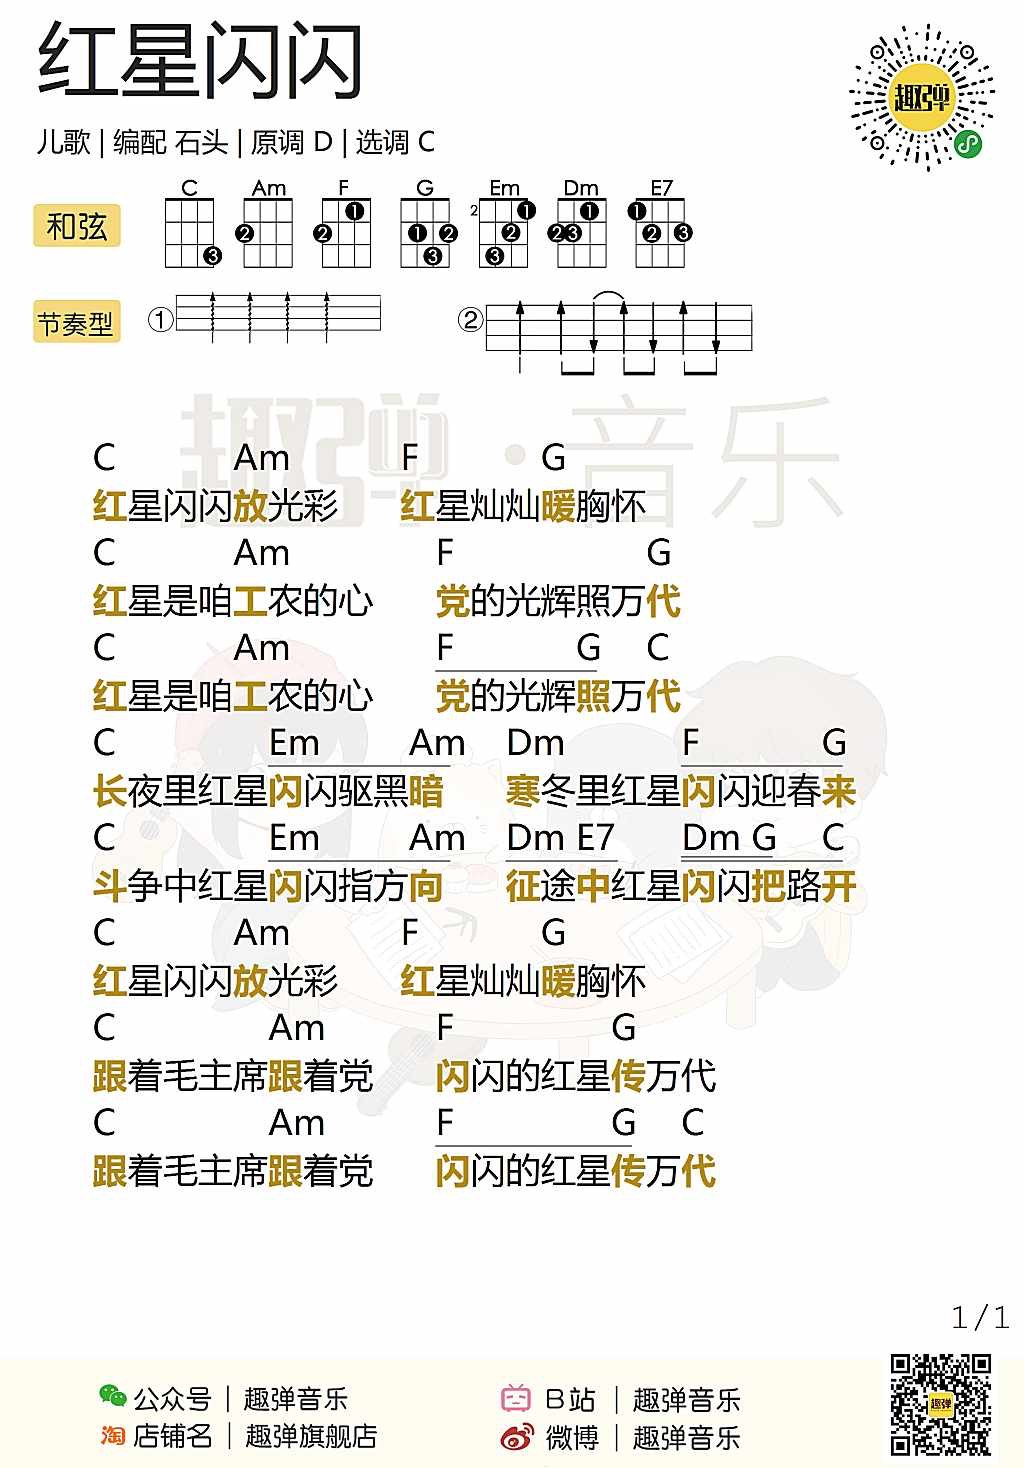 红星闪闪
趣弹
儿歌 | 编配 石头 | 原调 D | 选调 C
和弦
C Am F G Em Dm E7
3 2 2 1 1 2 3 2 1 2 3 1 2 3 1 2 3
节奏型
① ②
趣弹·音乐
C Am F G
红星闪闪放光彩 红星灿灿暖胸怀
C Am F G
红星是咱工农的心 党的光辉照万代
C Am F G C
红星是咱工农的心 党的光辉照万代
C Em Am Dm F G
长夜里红星闪闪驱黑暗 寒冬里红星闪闪迎春来
C Em Am Dm E7 Dm G C
斗争中红星闪闪指方向 征途中红星闪闪把路开
C Am F G
红星闪闪放光彩 红星灿灿暖胸怀
C Am F G
跟着毛主席跟着党 闪闪的红星传万代
C Am F G C
跟着毛主席跟着党 闪闪的红星传万代
1/1
公众号 | 趣弹音乐 B站 | 趣弹音乐
淘 店铺名 | 趣弹旗舰店 微博 | 趣弹音乐
趣弹